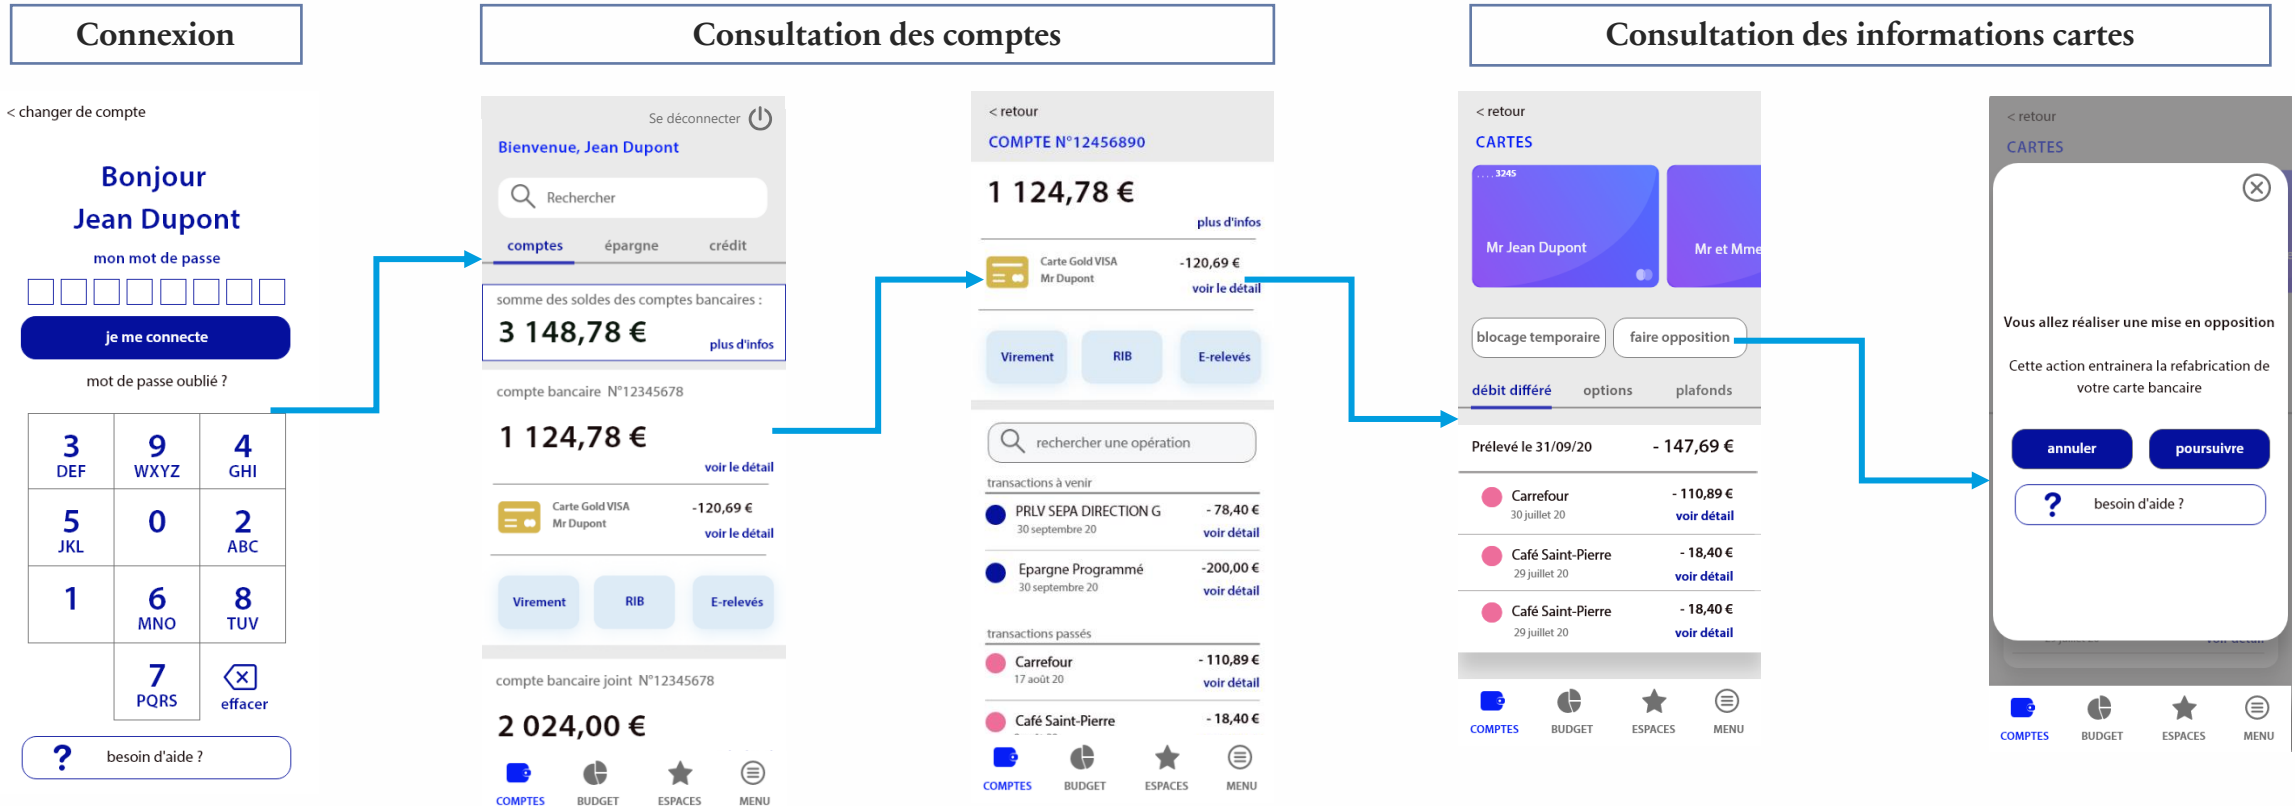 Connexion
Consultation des comptes
Consultation des informations cartes
< changer de compte
Bonjour
Jean Dupont
mon mot de passe
je me connecte
mot de passe oublié ?
3
DEF
9
WXYZ
4
GHI
5
JKL
0
2
ABC
1
6
MNO
8
TUV
7
PQRS
effacer
? besoin d'aide ?
Se déconnecter
Bienvenue, Jean Dupont
Rechercher
comptes épargne crédit
somme des soldes des comptes bancaires :
3 148,78 €
plus d'infos
compte bancaire N°12345678
1 124,78 €
voir le détail
Carte Gold VISA -120,69 €
Mr Dupont
voir le détail
Virement RIB E-relevés
compte bancaire joint N°12345678
2 024,00 €
COMPTES BUDGET ESPACES MENU
< retour
COMPTE N°12456890
1 124,78 €
plus d'infos
Carte Gold VISA -120,69 €
Mr Dupont
voir le détail
Virement RIB E-relevés
rechercher une opération
transactions à venir
PRLV SEPA DIRECTION G - 78,40 €
30 septembre 20 voir détail
Epargne Programmé -200,00 €
30 septembre 20 voir détail
transactions passés
Carrefour - 110,89 €
17 août 20 voir détail
Café Saint-Pierre - 18,40 €
COMPTES BUDGET ESPACES MENU
< retour
CARTES
....3245
Mr Jean Dupont
Mr et Mme
blocage temporaire faire opposition
débit différé options plafonds
Prélevé le 31/09/20 - 147,69 €
Carrefour - 110,89 €
30 juillet 20 voir détail
Café Saint-Pierre - 18,40 €
29 juillet 20 voir détail
Café Saint-Pierre - 18,40 €
29 juillet 20 voir détail
COMPTES BUDGET ESPACES MENU
< retour
CARTES
Vous allez réaliser une mise en opposition
Cette action entrainera la refabrication de
votre carte bancaire
annuler poursuivre
? besoin d'aide ?
COMPTES BUDGET ESPACES MENU